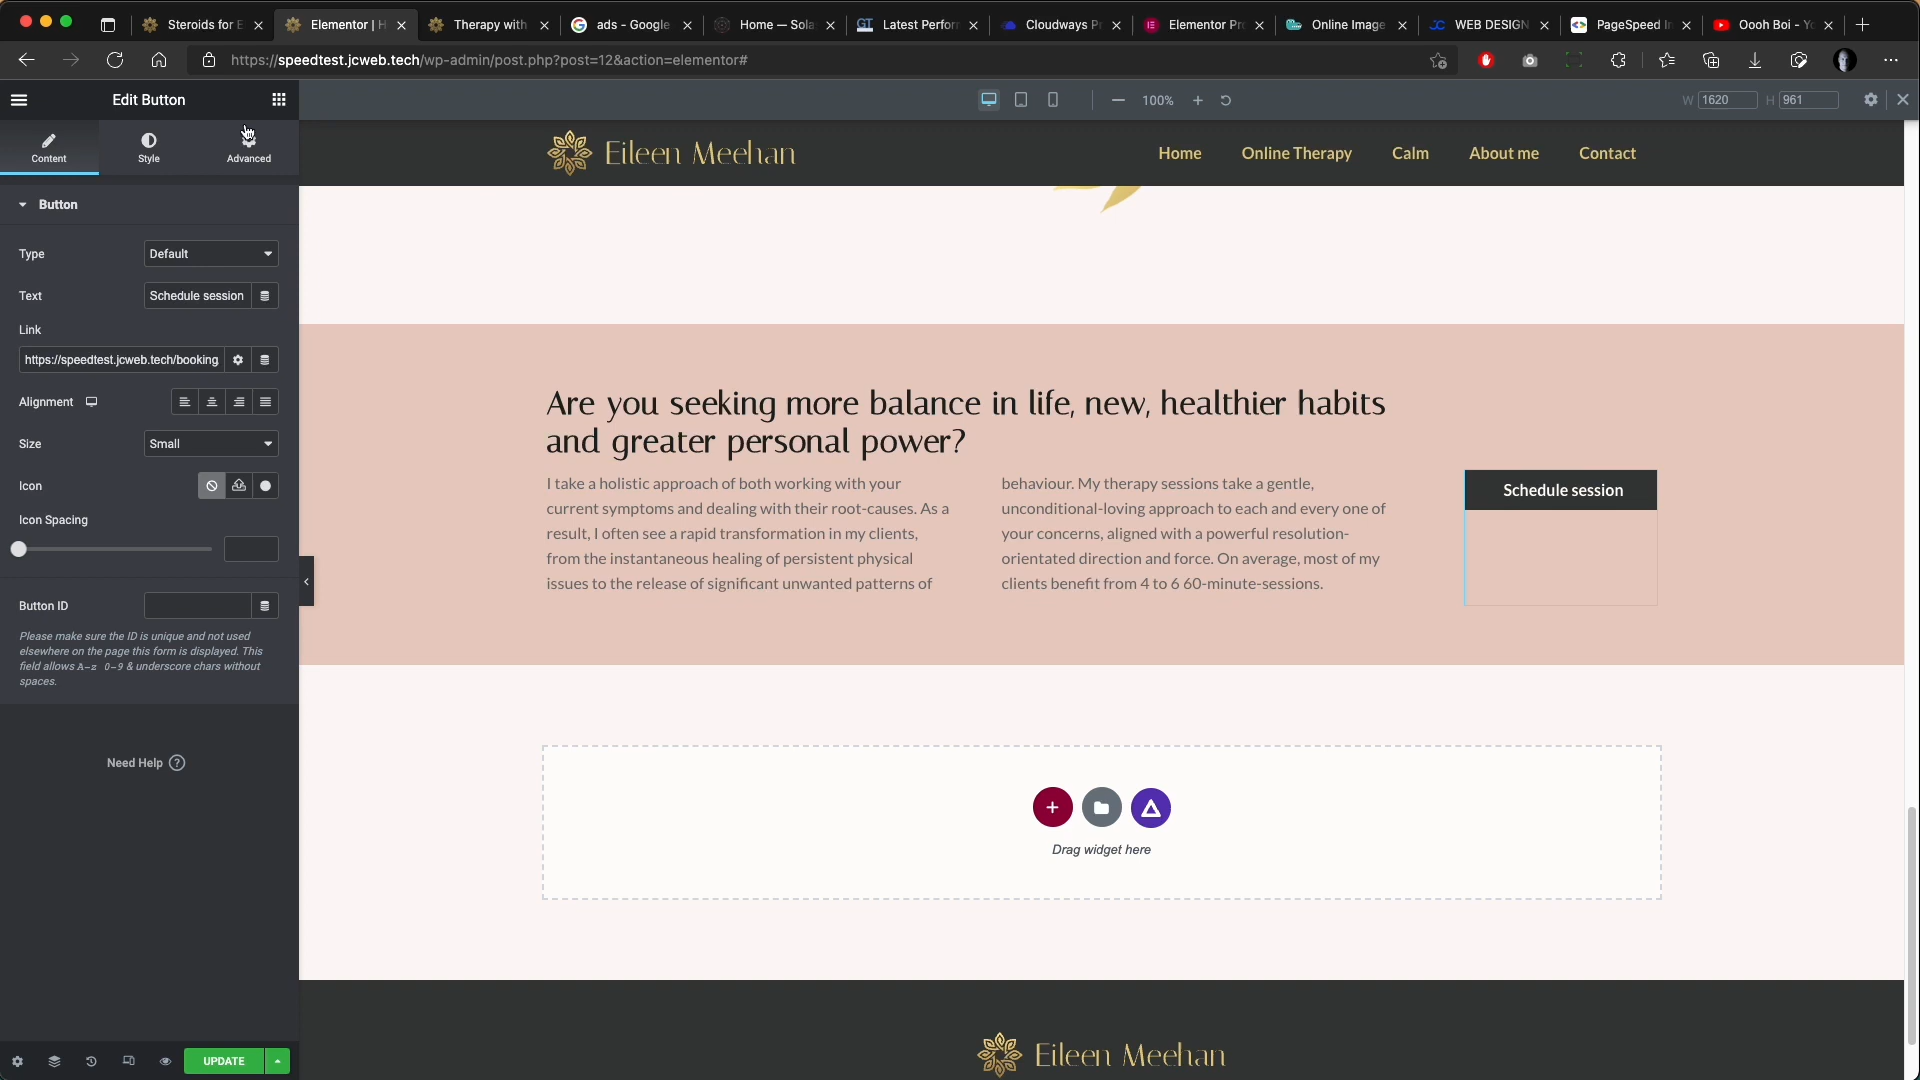 Steroids for E
Elementor | H
Therapy with
ads - Google
Home — Sola
Latest Perfor
Cloudways P
Elementor Pr
Online Image
WEB DESIGN
PageSpeed In
Oooh Boi - Yo
https://speedtest.jcweb.tech/wp-admin/post.php?post=12&action=elementor#
Edit Button
100%
W 1620 H 961
Content
Style
Advanced
Eileen Meehan
Home
Online Therapy
Calm
About me
Contact
Button
Type
Default
Text
Schedule session
Link
https://speedtest.jcweb.tech/booking
Alignment
Size
Small
Icon
Icon Spacing
Button ID
Please make sure the ID is unique and not used
elsewhere on the page this form is displayed. This
field allows A-z 0-9 & underscore chars without
spaces.
Need Help ?
UPDATE
Are you seeking more balance in life, new, healthier habits
and greater personal power?
I take a holistic approach of both working with your
current symptoms and dealing with their root-causes. As a
result, I often see a rapid transformation in my clients,
from the instantaneous healing of persistent physical
issues to the release of significant unwanted patterns of
behaviour. My therapy sessions take a gentle,
unconditional-loving approach to each and every one of
your concerns, aligned with a powerful resolution-
orientated direction and force. On average, most of my
clients benefit from 4 to 6 60-minute-sessions.
Schedule session
Drag widget here
Eileen Meehan